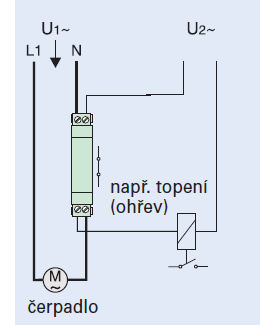 U1~ U2~
L1 N
např. topení
(ohřev)
M
~
čerpadlo